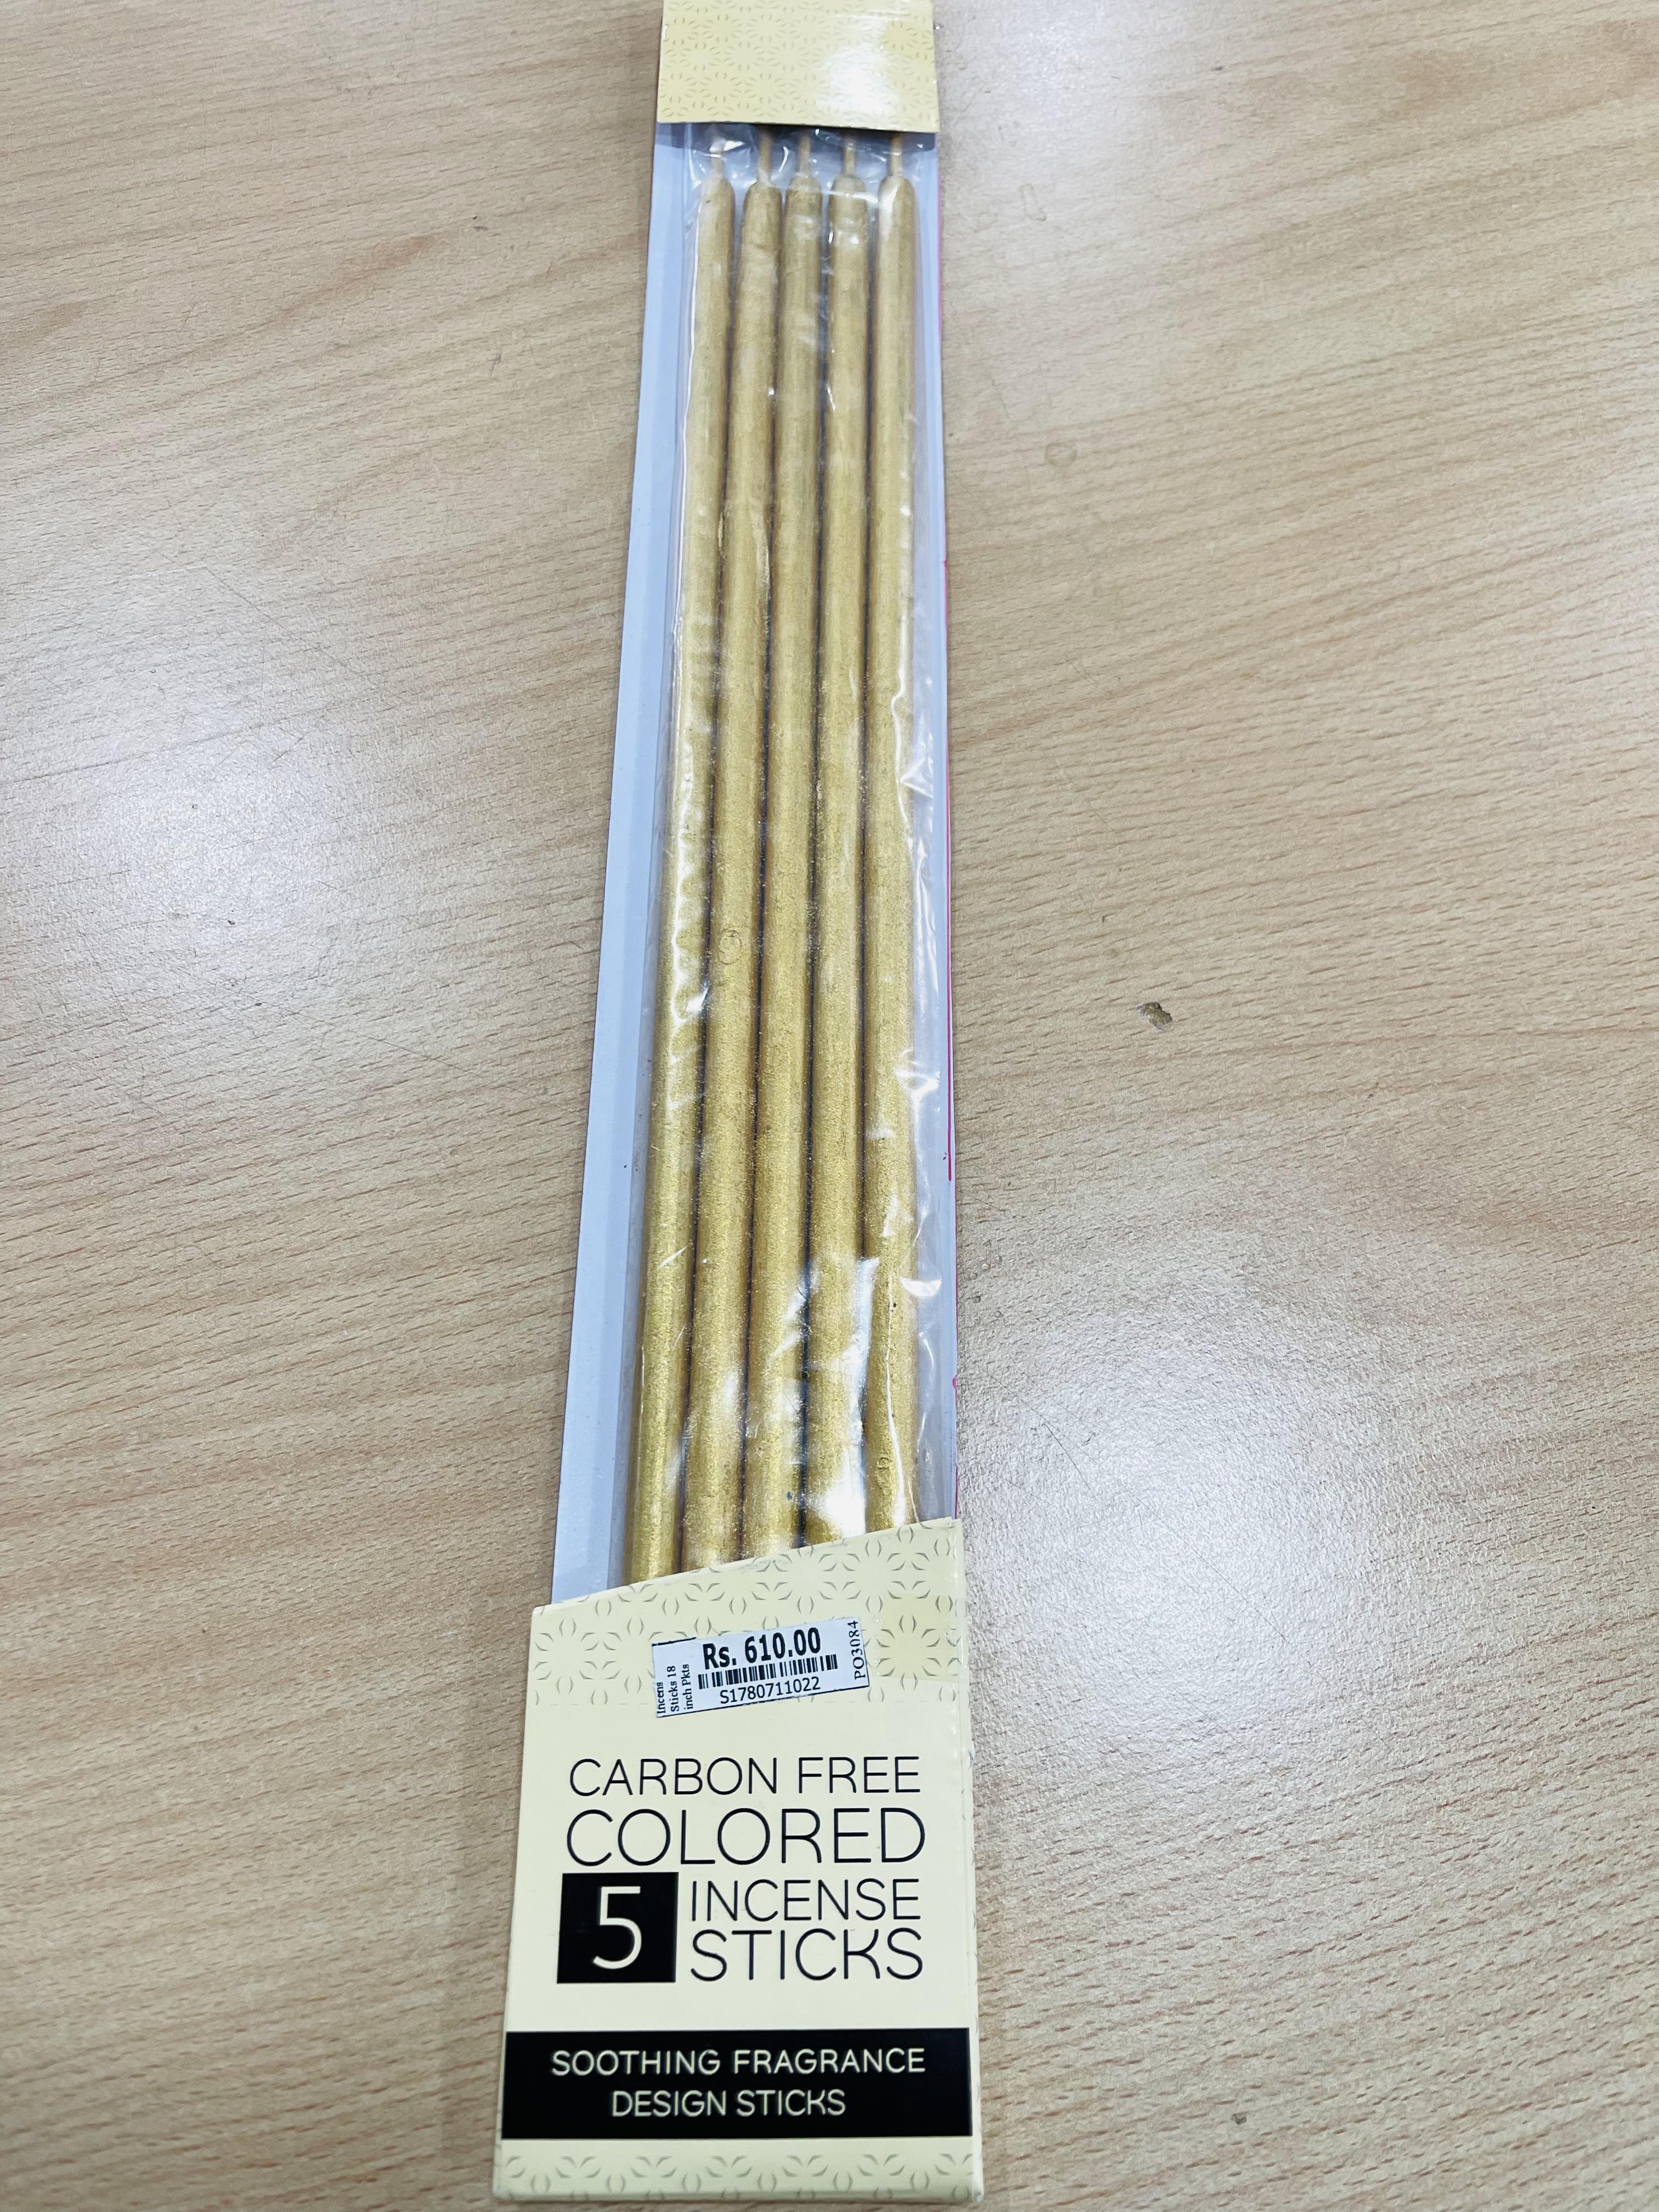 Incens
Sticks 18
inch Pkts
Rs. 610.00
S1780711022
PO3084
CARBON FREE
COLORED
5 INCENSE
STICKS
SOOTHING FRAGRANCE
DESIGN STICKS